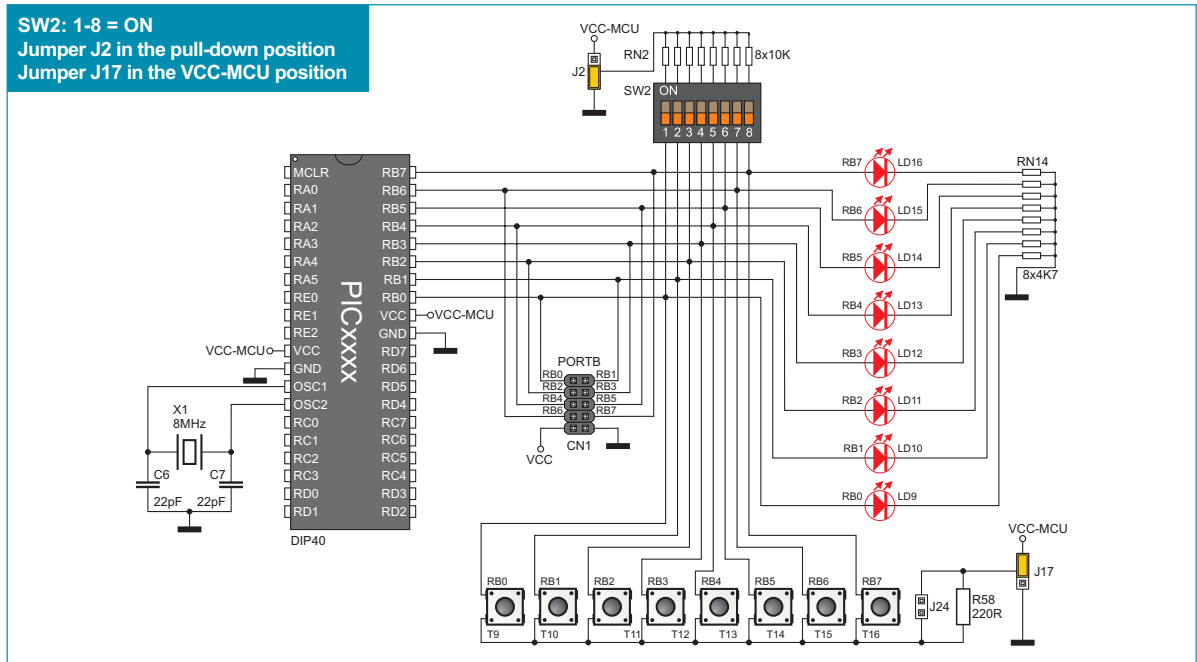 SW2: 1-8 = ON
Jumper J2 in the pull-down position
Jumper J17 in the VCC-MCU position
VCC-MCU
RN2
8x10K
J2
SW2
ON
1 2 3 4 5 6 7 8
MCLR RB7
RA0 RB6
RA1 RB5
RA2 RB4
RA3 RB3
RA4 RB2
RA5 RB1
RE0 RB0
RE1 VCC
RE2 GND
VCC RD7
GND RD6
OSC1 RD5
OSC2 RD4
RC0 RC7
RC1 RC6
RC2 RC5
RC3 RC4
RD0 RD3
RD1 RD2
PICxxxx
DIP40
VCC-MCU
VCC-MCU
X1
8MHz
C6
C7
22pF
22pF
PORTB
RB0 RB1
RB2 RB3
RB4 RB5
RB6 RB7
VCC
CN1
RB7 LD16
RB6 LD15
RB5 LD14
RB4 LD13
RB3 LD12
RB2 LD11
RB1 LD10
RB0 LD9
RN14
8x4K7
RB0 RB1 RB2 RB3 RB4 RB5 RB6 RB7
T9 T10 T11 T12 T13 T14 T15 T16
J24
R58
220R
VCC-MCU
J17